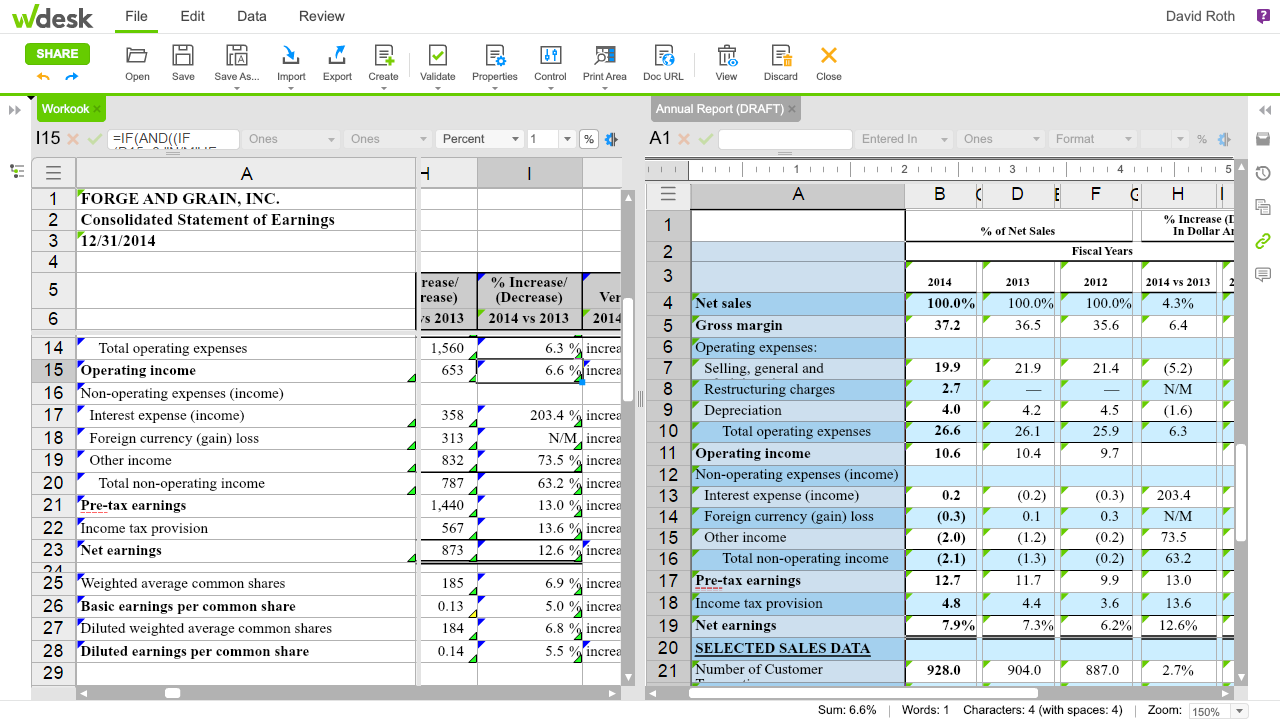 wdesk File Edit Data Review David Roth ?
SHARE
Open Save Save As... Import Export Create Validate Properties Control Print Area Doc URL View Discard Close
Workook × Annual Report (DRAFT) ×
I15 =IF(AND((IF Ones Ones Percent 1 %
A1 Entered In Ones Format %
1 2 3 4 5
A H I
1 FORGE AND GRAIN, INC.
2 Consolidated Statement of Earnings
3 12/31/2014
4
5 rease/ % Increase/
rease) (Decrease) Ver
6 vs 2013 2014 vs 2013 2014
14 Total operating expenses 1,560 6.3 % increa
15 Operating income 653 6.6 % increa
16 Non-operating expenses (income)
17 Interest expense (income) 358 203.4 % increa
18 Foreign currency (gain) loss 313 N/M increa
19 Other income 832 73.5 % increa
20 Total non-operating income 787 63.2 % increa
21 Pre-tax earnings 1,440 13.0 % increa
22 Income tax provision 567 13.6 % increa
23 Net earnings 873 12.6 % increa
24
25 Weighted average common shares 185 6.9 % increa
26 Basic earnings per common share 0.13 5.0 % increa
27 Diluted weighted average common shares 184 6.8 % increa
28 Diluted earnings per common share 0.14 5.5 % increa
29
A B C D E F G H I
1 % of Net Sales % Increase (D
In Dollar A
2 Fiscal Years
3 2014 2013 2012 2014 vs 2013 2
4 Net sales 100.0% 100.0% 100.0% 4.3%
5 Gross margin 37.2 36.5 35.6 6.4
6 Operating expenses:
7 Selling, general and 19.9 21.9 21.4 (5.2)
8 Restructuring charges 2.7 — — N/M
9 Depreciation 4.0 4.2 4.5 (1.6)
10 Total operating expenses 26.6 26.1 25.9 6.3
11 Operating income 10.6 10.4 9.7
12 Non-operating expenses (income)
13 Interest expense (income) 0.2 (0.2) (0.3) 203.4
14 Foreign currency (gain) loss (0.3) 0.1 0.3 N/M
15 Other income (2.0) (1.2) (0.2) 73.5
16 Total non-operating income (2.1) (1.3) (0.2) 63.2
17 Pre-tax earnings 12.7 11.7 9.9 13.0
18 Income tax provision 4.8 4.4 3.6 13.6
19 Net earnings 7.9% 7.3% 6.2% 12.6%
20 SELECTED SALES DATA
21 Number of Customer 928.0 904.0 887.0 2.7%
Sum: 6.6% Words: 1 Characters: 4 (with spaces: 4) Zoom: 150%